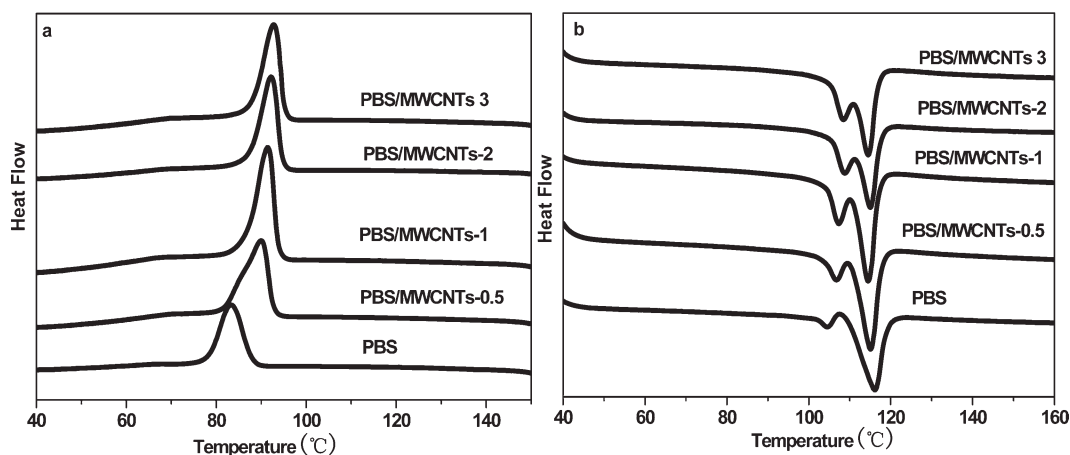 a
PBS/MWCNTs 3
PBS/MWCNTs-2
PBS/MWCNTs-1
PBS/MWCNTs-0.5
PBS
Heat Flow
40 60 80 100 120 140
Temperature(℃)
b
PBS/MWCNTs 3
PBS/MWCNTs-2
PBS/MWCNTs-1
PBS/MWCNTs-0.5
PBS
Heat Flow
40 60 80 100 120 140 160
Temperature(℃)